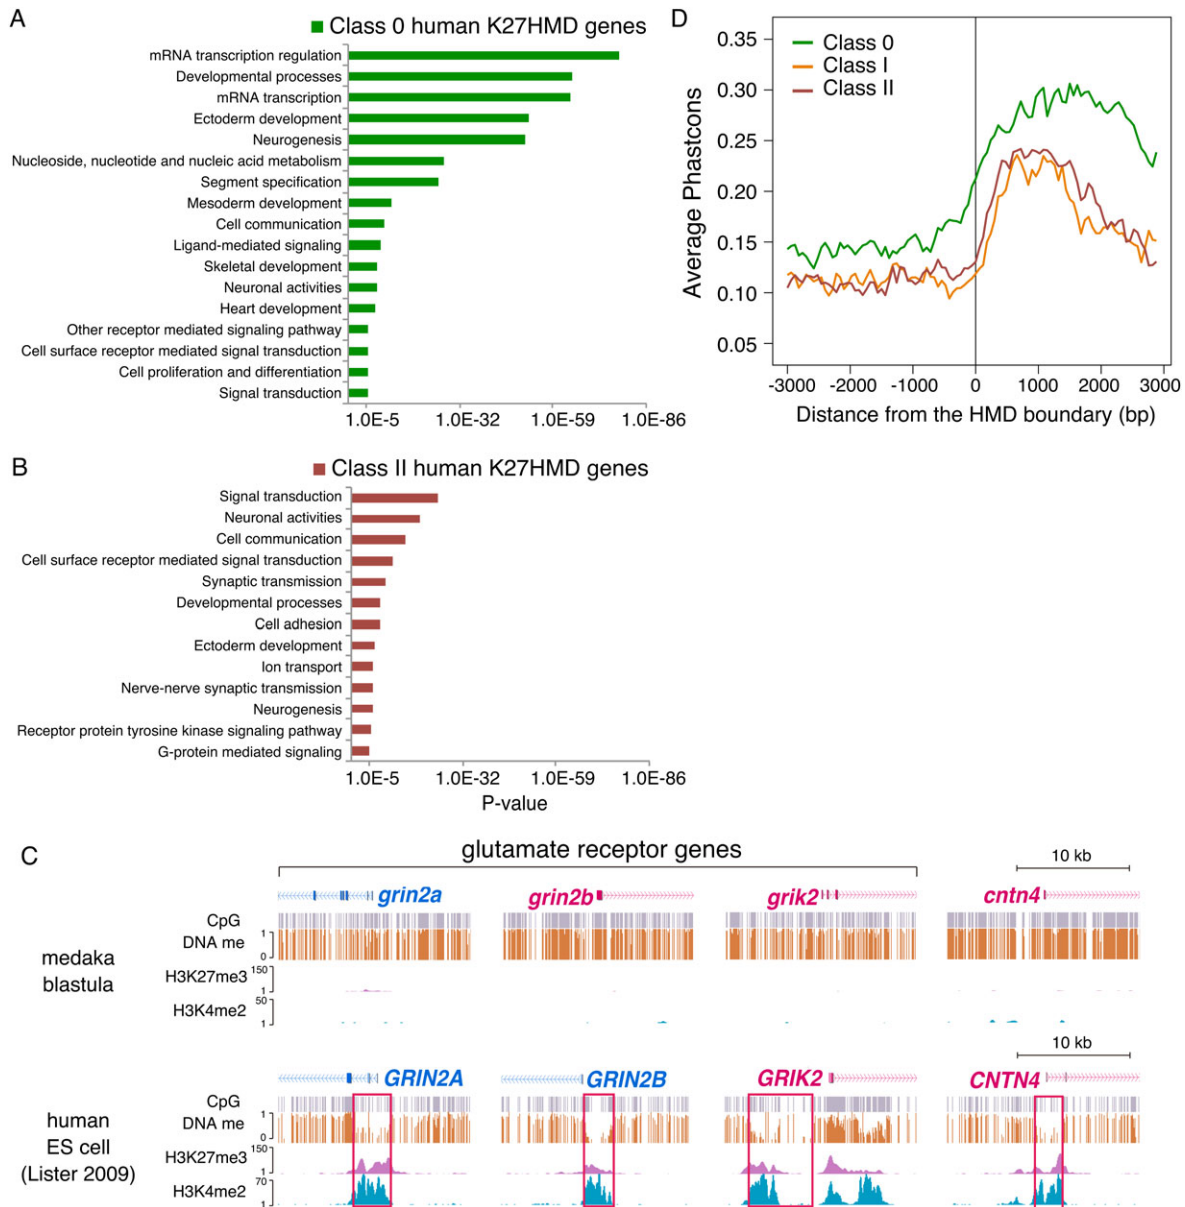 A
Class 0 human K27HMD genes
mRNA transcription regulation
Developmental processes
mRNA transcription
Ectoderm development
Neurogenesis
Nucleoside, nucleotide and nucleic acid metabolism
Segment specification
Mesoderm development
Cell communication
Ligand-mediated signaling
Skeletal development
Neuronal activities
Heart development
Other receptor mediated signaling pathway
Cell surface receptor mediated signal transduction
Cell proliferation and differentiation
Signal transduction
1.0E-5 1.0E-32 1.0E-59 1.0E-86
B
Class II human K27HMD genes
Signal transduction
Neuronal activities
Cell communication
Cell surface receptor mediated signal transduction
Synaptic transmission
Developmental processes
Cell adhesion
Ectoderm development
Ion transport
Nerve-nerve synaptic transmission
Neurogenesis
Receptor protein tyrosine kinase signaling pathway
G-protein mediated signaling
1.0E-5 1.0E-32 1.0E-59 1.0E-86
P-value
D
Class 0
Class I
Class II
Average Phastcons
0.35
0.30
0.25
0.20
0.15
0.10
0.05
-3000 -2000 -1000 0 1000 2000 3000
Distance from the HMD boundary (bp)
C
glutamate receptor genes
10 kb
grin2a grin2b grik2 cntn4
medaka
blastula
CpG
DNA me 1
0
H3K27me3 150
1
H3K4me2 50
1
10 kb
GRIN2A GRIN2B GRIK2 CNTN4
human
ES cell
(Lister 2009)
CpG
DNA me 1
0
H3K27me3 150
1
H3K4me2 70
1